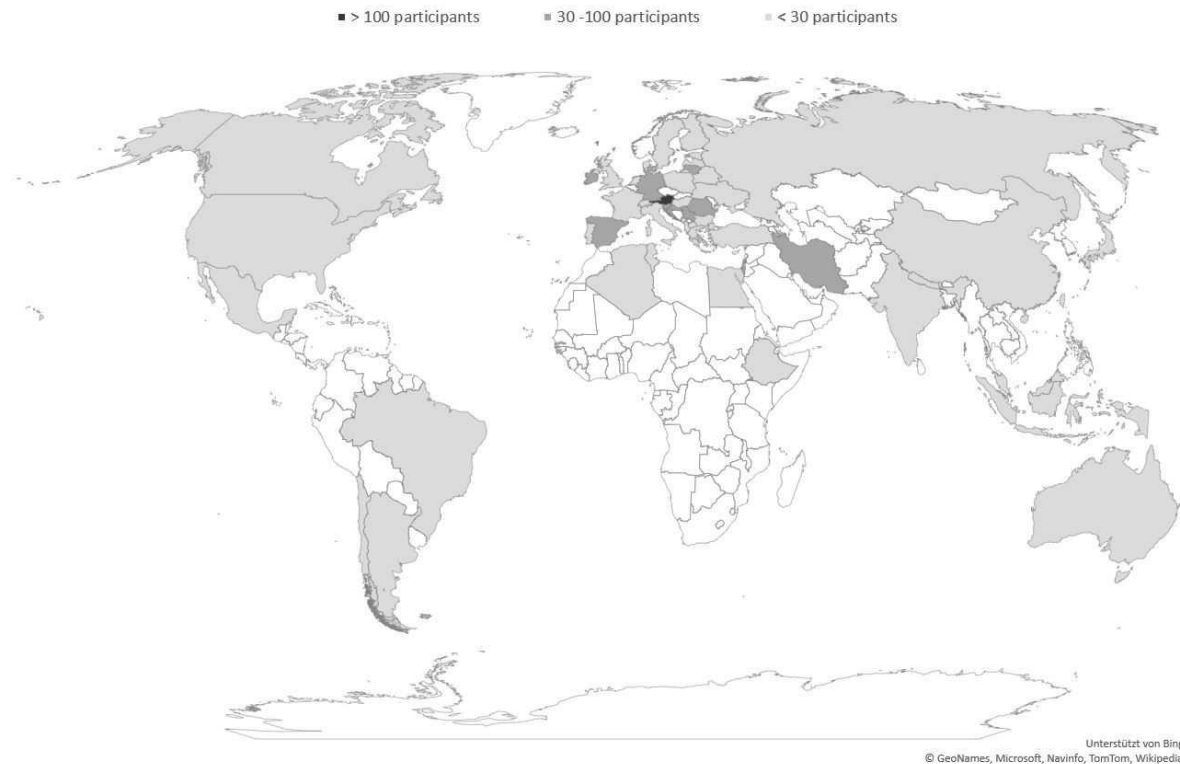 > 100 participants 30 -100 participants < 30 participants
Unterstützt von Bing
© GeoNames, Microsoft, Navinfo, TomTom, Wikipedia